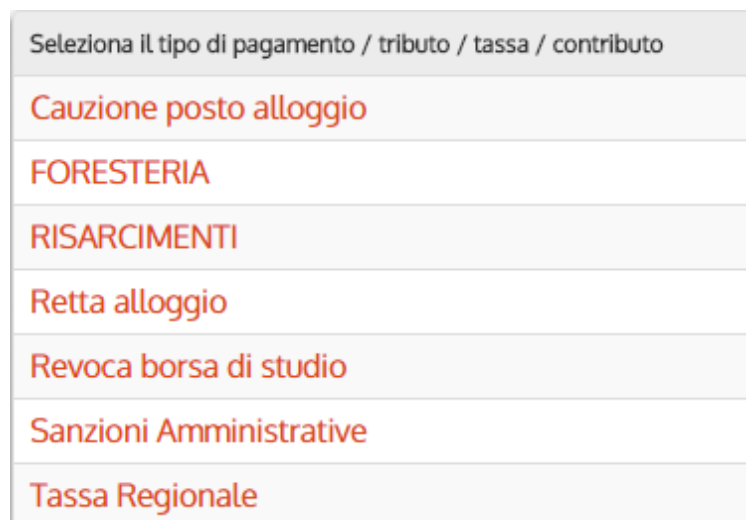 Seleziona il tipo di pagamento / tributo / tassa / contributo
Cauzione posto alloggio
FORESTERIA
RISARCIMENTI
Retta alloggio
Revoca borsa di studio
Sanzioni Amministrative
Tassa Regionale